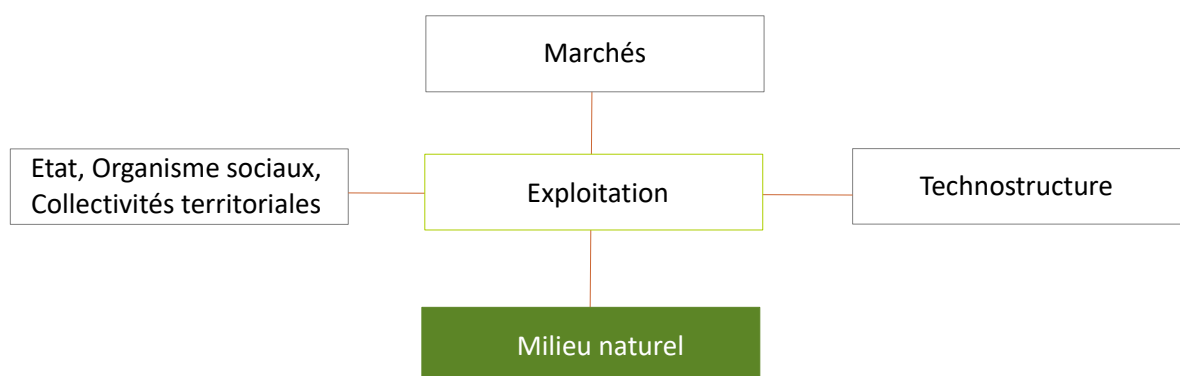 Marchés
Etat, Organisme sociaux,
Collectivités territoriales
Exploitation
Technostructure
Milieu naturel